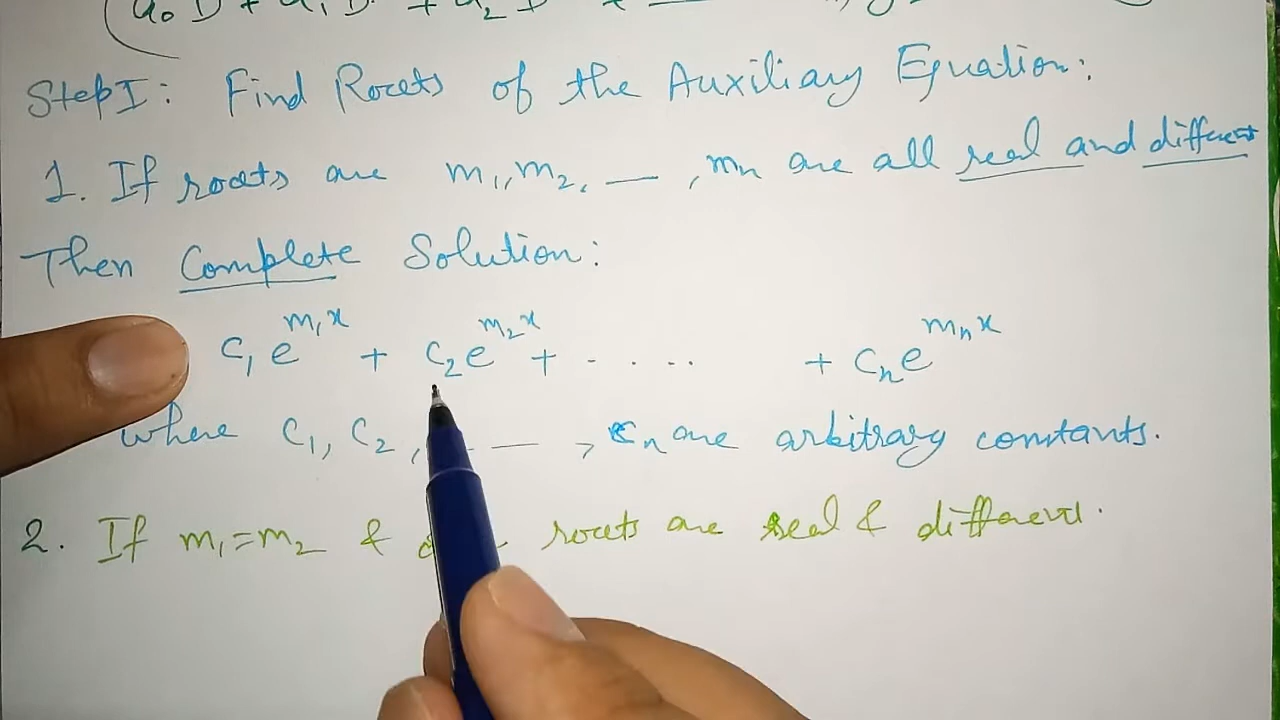 Step I: Find Roots of the Auxiliary Equation:
1. If roots are m₁, m₂, — , mₙ are all real and different
Then Complete Solution:
c₁e^{m₁x} + c₂e^{m₂x} + - . . . . + cₙe^{mₙx}
where c₁, c₂, — , cₙ are arbitrary constants.
2. If m₁=m₂ & roots are real & different.